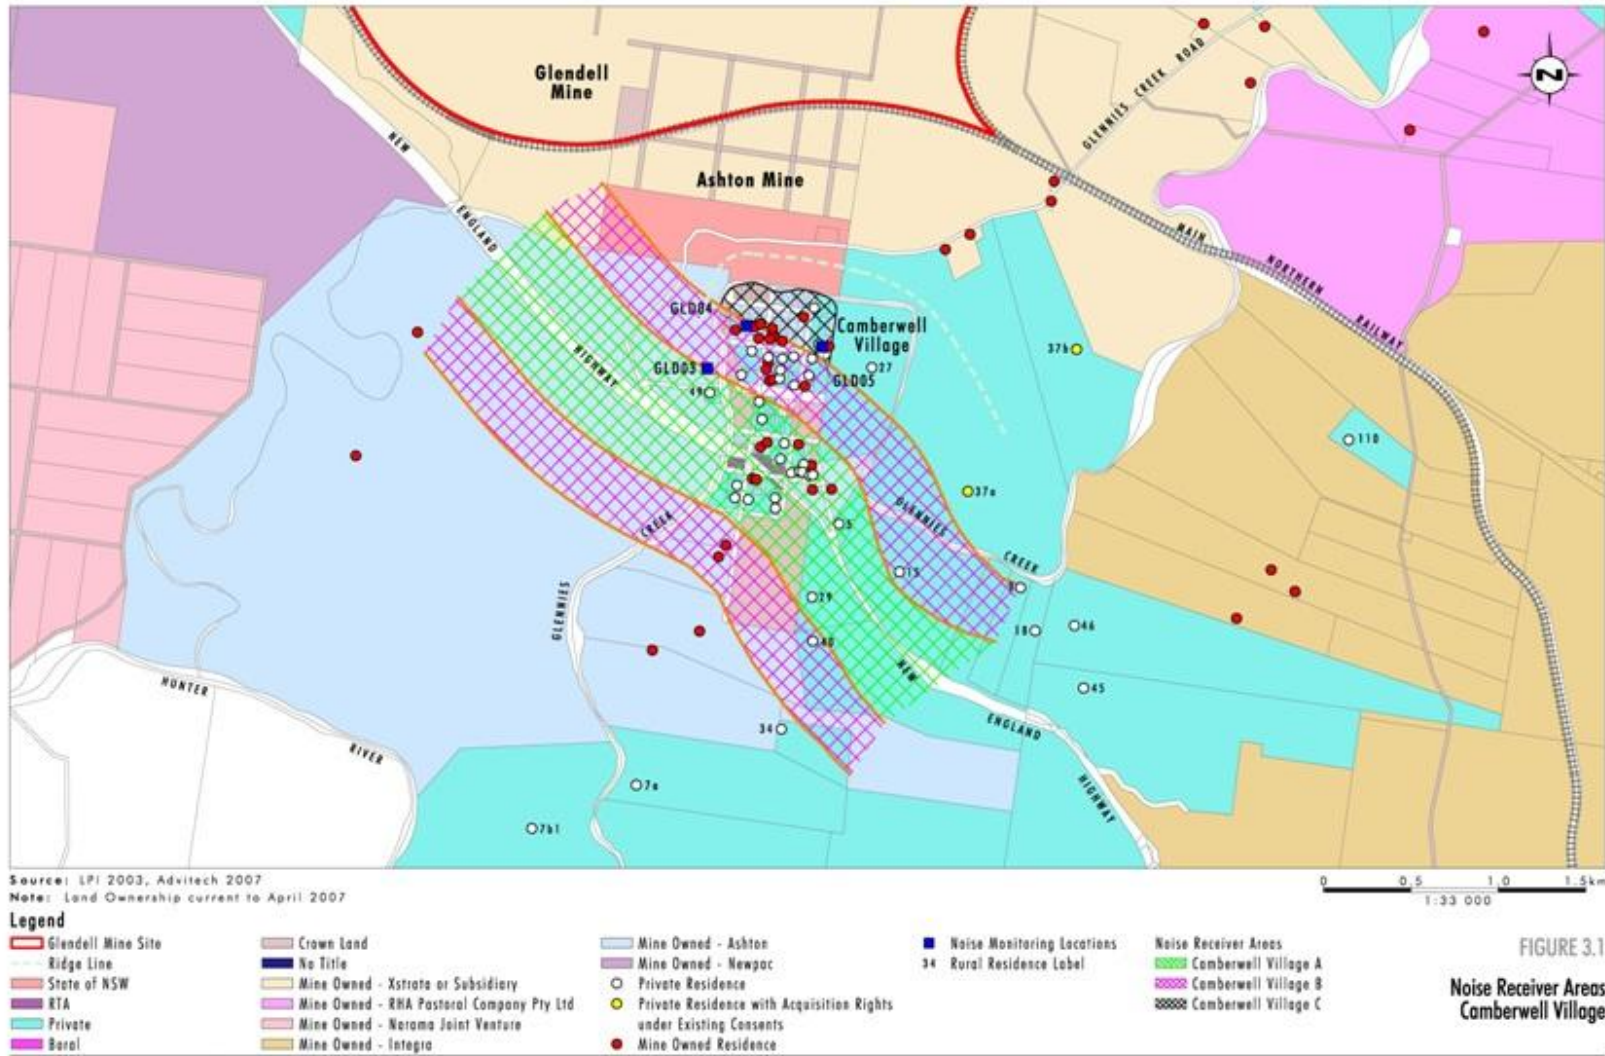 Glendell
Mine
GLENNIES CREEK ROAD
N
NEW
Ashton Mine
ENGLAND
MAIN
NORTHERN
RAILWAY
GLD04
Camberwell
Village
HIGHWAY
37b
GLD03
27
GLD05
49
110
37a
GLENNIES
CREEK
5
CREEK
15
GLENNIES
29
18
46
40
NEW
HUNTER
45
ENGLAND
34
RIVER
7a
HIGHWAY
7b1
Source: LPI 2003, Advitech 2007
Note: Land Ownership current to April 2007
0 0.5 1.0 1.5km
1:33 000
Legend
Glendell Mine Site
Ridge Line
State of NSW
RTA
Private
Boral
Crown Land
No Title
Mine Owned - Xstrata or Subsidiary
Mine Owned - RHA Pastoral Company Pty Ltd
Mine Owned - Narama Joint Venture
Mine Owned - Integra
Mine Owned - Ashton
Mine Owned - Newpac
Private Residence
Private Residence with Acquisition Rights
under Existing Consents
Mine Owned Residence
Noise Monitoring Locations
34 Rural Residence Label
Noise Receiver Areas
Camberwell Village A
Camberwell Village B
Camberwell Village C
FIGURE 3.1
Noise Receiver Areas
Camberwell Village